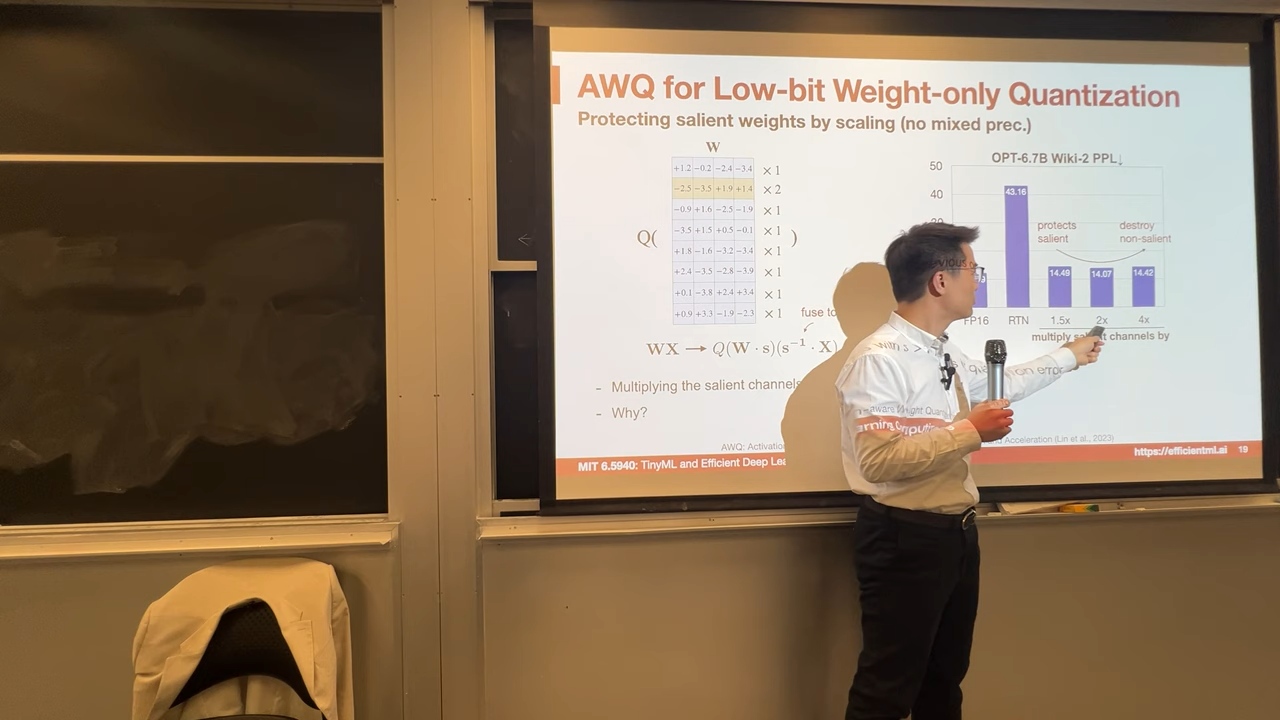 AWQ for Low-bit Weight-only Quantization
Protecting salient weights by scaling (no mixed prec.)
W
+1.2 −0.2 −2.4 −3.4 ×1
−2.5 −3.5 +1.9 +1.4 ×2
−0.9 +1.6 −2.5 −1.9 ×1
−3.5 +1.5 +0.5 −0.1 ×1
+1.8 −1.6 −3.2 −3.4 ×1
+2.4 −3.5 −2.8 −3.9 ×1
+0.1 −3.8 +2.4 +3.4 ×1
+0.9 +3.3 −1.9 −2.3 ×1
Q( )
fuse to
WX → Q(W · s)(s⁻¹ · X)
- Multiplying the salient channels
- Why?
OPT-6.7B Wiki-2 PPL↓
50
40
43.16
protects salient
destroy non-salient
14.49
14.07
14.42
FP16 RTN 1.5x 2x 4x
multiply channels by
error
Acceleration (Lin et al., 2023)
MIT 6.5940: TinyML and Efficient Deep
https://efficientml.ai 19